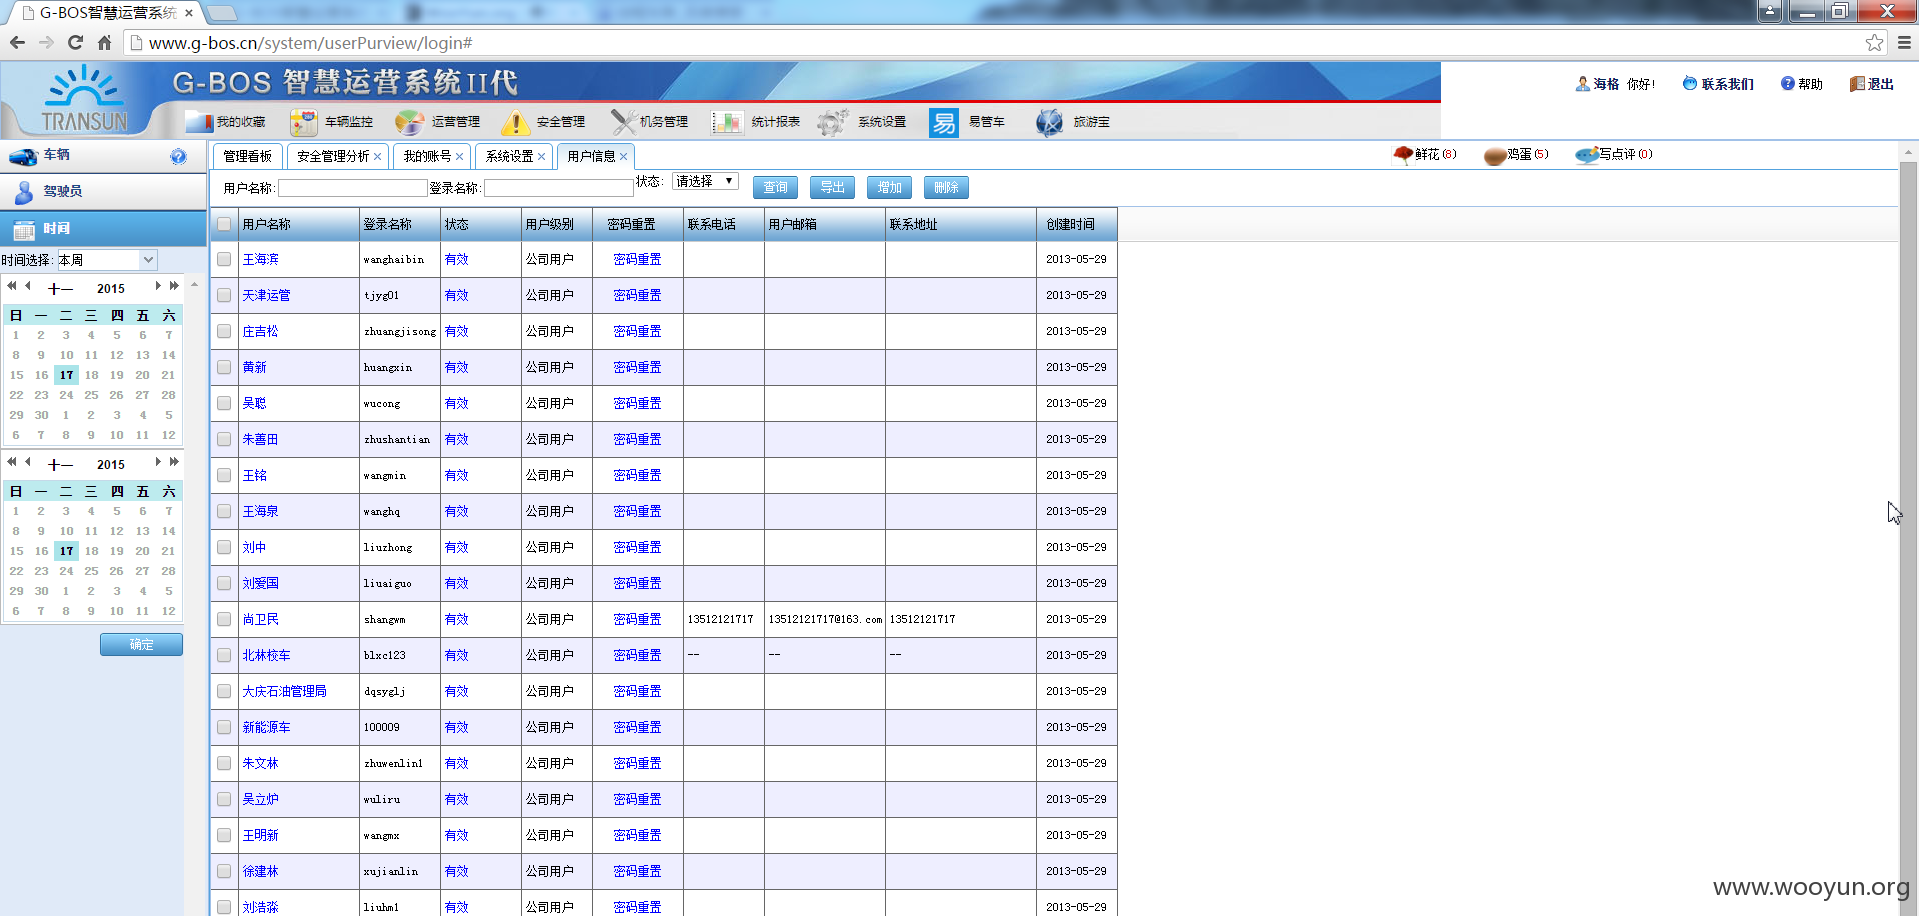 G-BOS智慧运营系统
www.g-bos.cn/system/userPurview/login#
G-BOS 智慧运营系统II代
TRANSUN
海格 你好! 联系我们 帮助 退出
我的收藏 车辆监控 运营管理 安全管理 机务管理 统计报表 系统设置 易 易管车 旅游宝
车辆
驾驶员
时间
时间选择: 本周
十一 2015
日 一 二 三 四 五 六
1 2 3 4 5 6 7
8 9 10 11 12 13 14
15 16 17 18 19 20 21
22 23 24 25 26 27 28
29 30 1 2 3 4 5
6 7 8 9 10 11 12
十一 2015
日 一 二 三 四 五 六
1 2 3 4 5 6 7
8 9 10 11 12 13 14
15 16 17 18 19 20 21
22 23 24 25 26 27 28
29 30 1 2 3 4 5
6 7 8 9 10 11 12
确定
管理看板 安全管理分析 我的账号 系统设置 用户信息
鲜花(8) 鸡蛋(5) 写点评(0)
用户名称: 登录名称: 状态: 请选择 查询 导出 增加 删除
用户名称 登录名称 状态 用户级别 密码重置 联系电话 用户邮箱 联系地址 创建时间
王海滨 wanghaibin 有效 公司用户 密码重置 2013-05-29
天津运管 tjyg01 有效 公司用户 密码重置 2013-05-29
庄吉松 zhuangjisong 有效 公司用户 密码重置 2013-05-29
黄新 huangxin 有效 公司用户 密码重置 2013-05-29
吴聪 wucong 有效 公司用户 密码重置 2013-05-29
朱善田 zhushantian 有效 公司用户 密码重置 2013-05-29
王铭 wangmin 有效 公司用户 密码重置 2013-05-29
王海泉 wanghq 有效 公司用户 密码重置 2013-05-29
刘中 liuzhong 有效 公司用户 密码重置 2013-05-29
刘爱国 liuaiguo 有效 公司用户 密码重置 2013-05-29
尚卫民 shangwm 有效 公司用户 密码重置 13512121717 13512121717@163.com 13512121717 2013-05-29
北林校车 blxc123 有效 公司用户 密码重置 -- -- -- 2013-05-29
大庆石油管理局 dqsyglj 有效 公司用户 密码重置 2013-05-29
新能源车 100009 有效 公司用户 密码重置 2013-05-29
朱文林 zhuwenlin1 有效 公司用户 密码重置 2013-05-29
吴立炉 wuliru 有效 公司用户 密码重置 2013-05-29
王明新 wangmx 有效 公司用户 密码重置 2013-05-29
徐建林 xujianlin 有效 公司用户 密码重置 2013-05-29
刘浩淼 liuhm1 有效 公司用户 密码重置 2013-05-29
www.wooyun.org